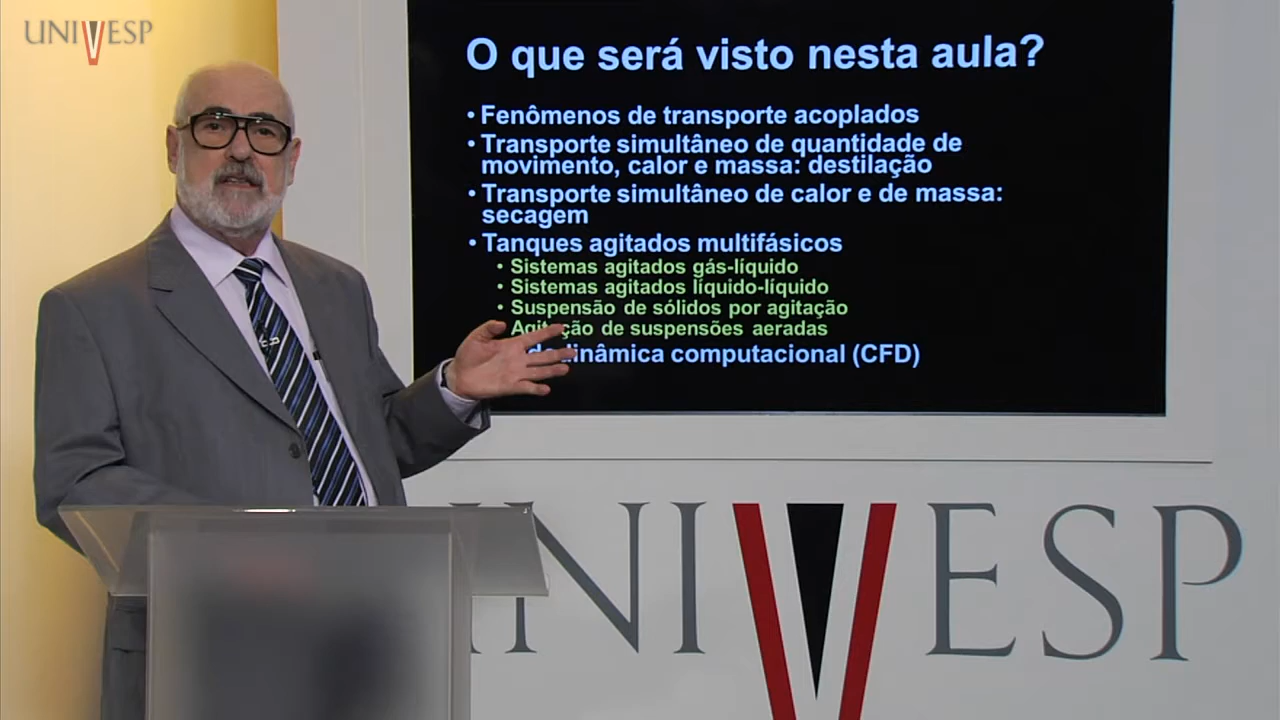 UNIVESP
O que será visto nesta aula?
• Fenômenos de transporte acoplados
• Transporte simultâneo de quantidade de
movimento, calor e massa: destilação
• Transporte simultâneo de calor e de massa:
secagem
• Tanques agitados multifásicos
• Sistemas agitados gás-líquido
• Sistemas agitados líquido-líquido
• Suspensão de sólidos por agitação
• Agitação de suspensões aeradas
computacional (CFD)
UNIVESP